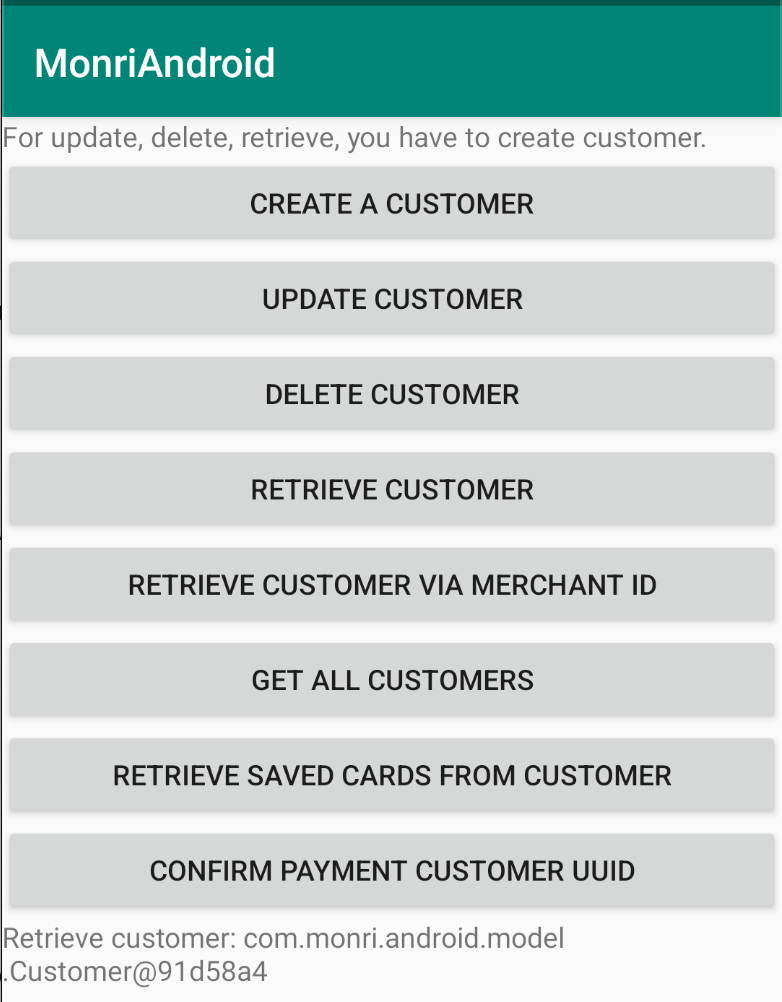 MonriAndroid
For update, delete, retrieve, you have to create customer.
CREATE A CUSTOMER
UPDATE CUSTOMER
DELETE CUSTOMER
RETRIEVE CUSTOMER
RETRIEVE CUSTOMER VIA MERCHANT ID
GET ALL CUSTOMERS
RETRIEVE SAVED CARDS FROM CUSTOMER
CONFIRM PAYMENT CUSTOMER UUID
Retrieve customer: com.monri.android.model
.Customer@91d58a4